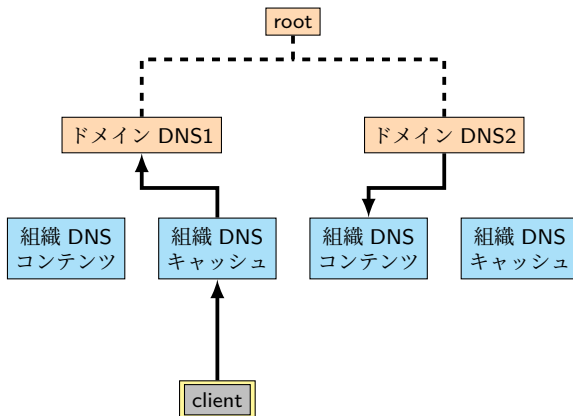 root
ドメイン DNS1
ドメイン DNS2
組織 DNS
コンテンツ
組織 DNS
キャッシュ
組織 DNS
コンテンツ
組織 DNS
キャッシュ
client